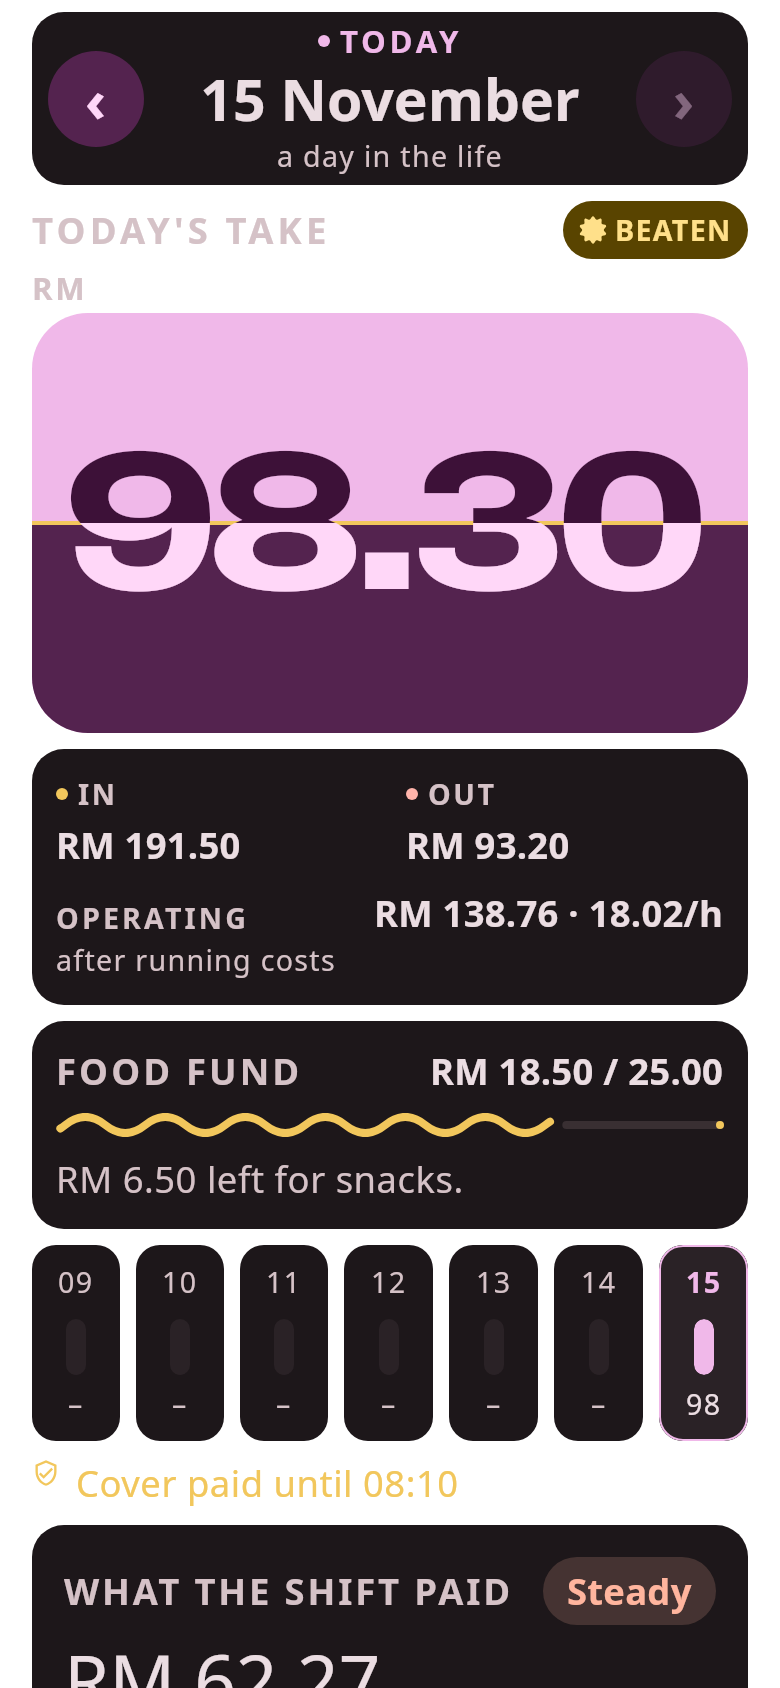 TODAY
‹
15 November
›
a day in the life
TODAY'S TAKE
BEATEN
RM
98.30
IN
OUT
RM 191.50
RM 93.20
OPERATING
RM 138.76 · 18.02/h
after running costs
FOOD FUND
RM 18.50 / 25.00
RM 6.50 left for snacks.
09 10 11 12 13 14 15
– – – – – – 98
Cover paid until 08:10
WHAT THE SHIFT PAID
Steady
RM 62.27